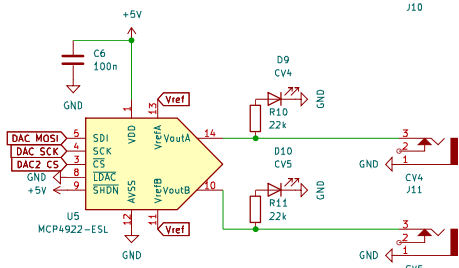 J10
+5V
C6
100n
GND
D9
CV4
GND
Vref
R10
22k
1
13
VDD
VrefA
VoutA
14
DAC MOSI
5
SDI
DAC SCK
4
SCK
DAC2 CS
3
CS
GND
8
LDAC
+5V
9
SHDN
AVSS
VrefB
VoutB
10
12
11
U5
MCP4922-ESL
GND
Vref
D10
CV5
GND
R11
22k
3
2
GND
1
CV4
J11
3
2
GND
1